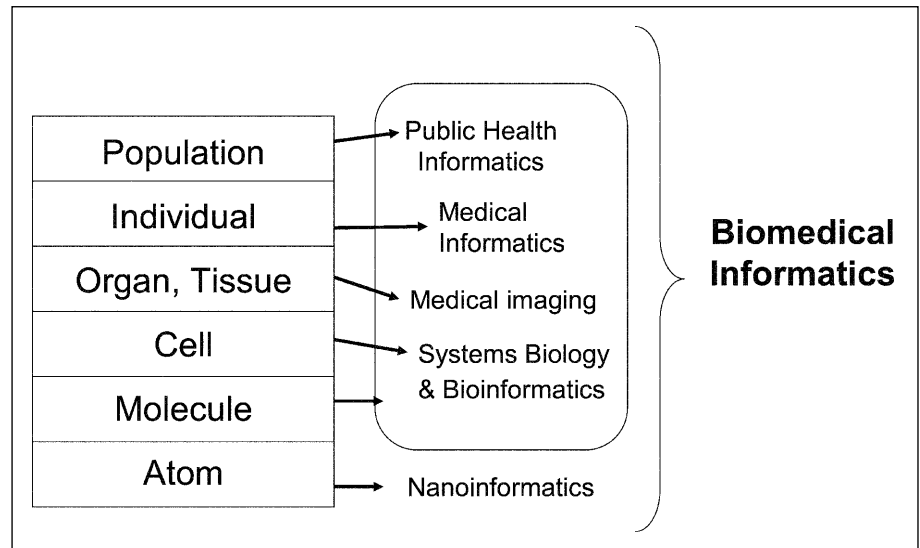 Population
Individual
Organ, Tissue
Cell
Molecule
Atom
Public Health
Informatics
Medical
Informatics
Medical imaging
Systems Biology
& Bioinformatics
Nanoinformatics
Biomedical
Informatics